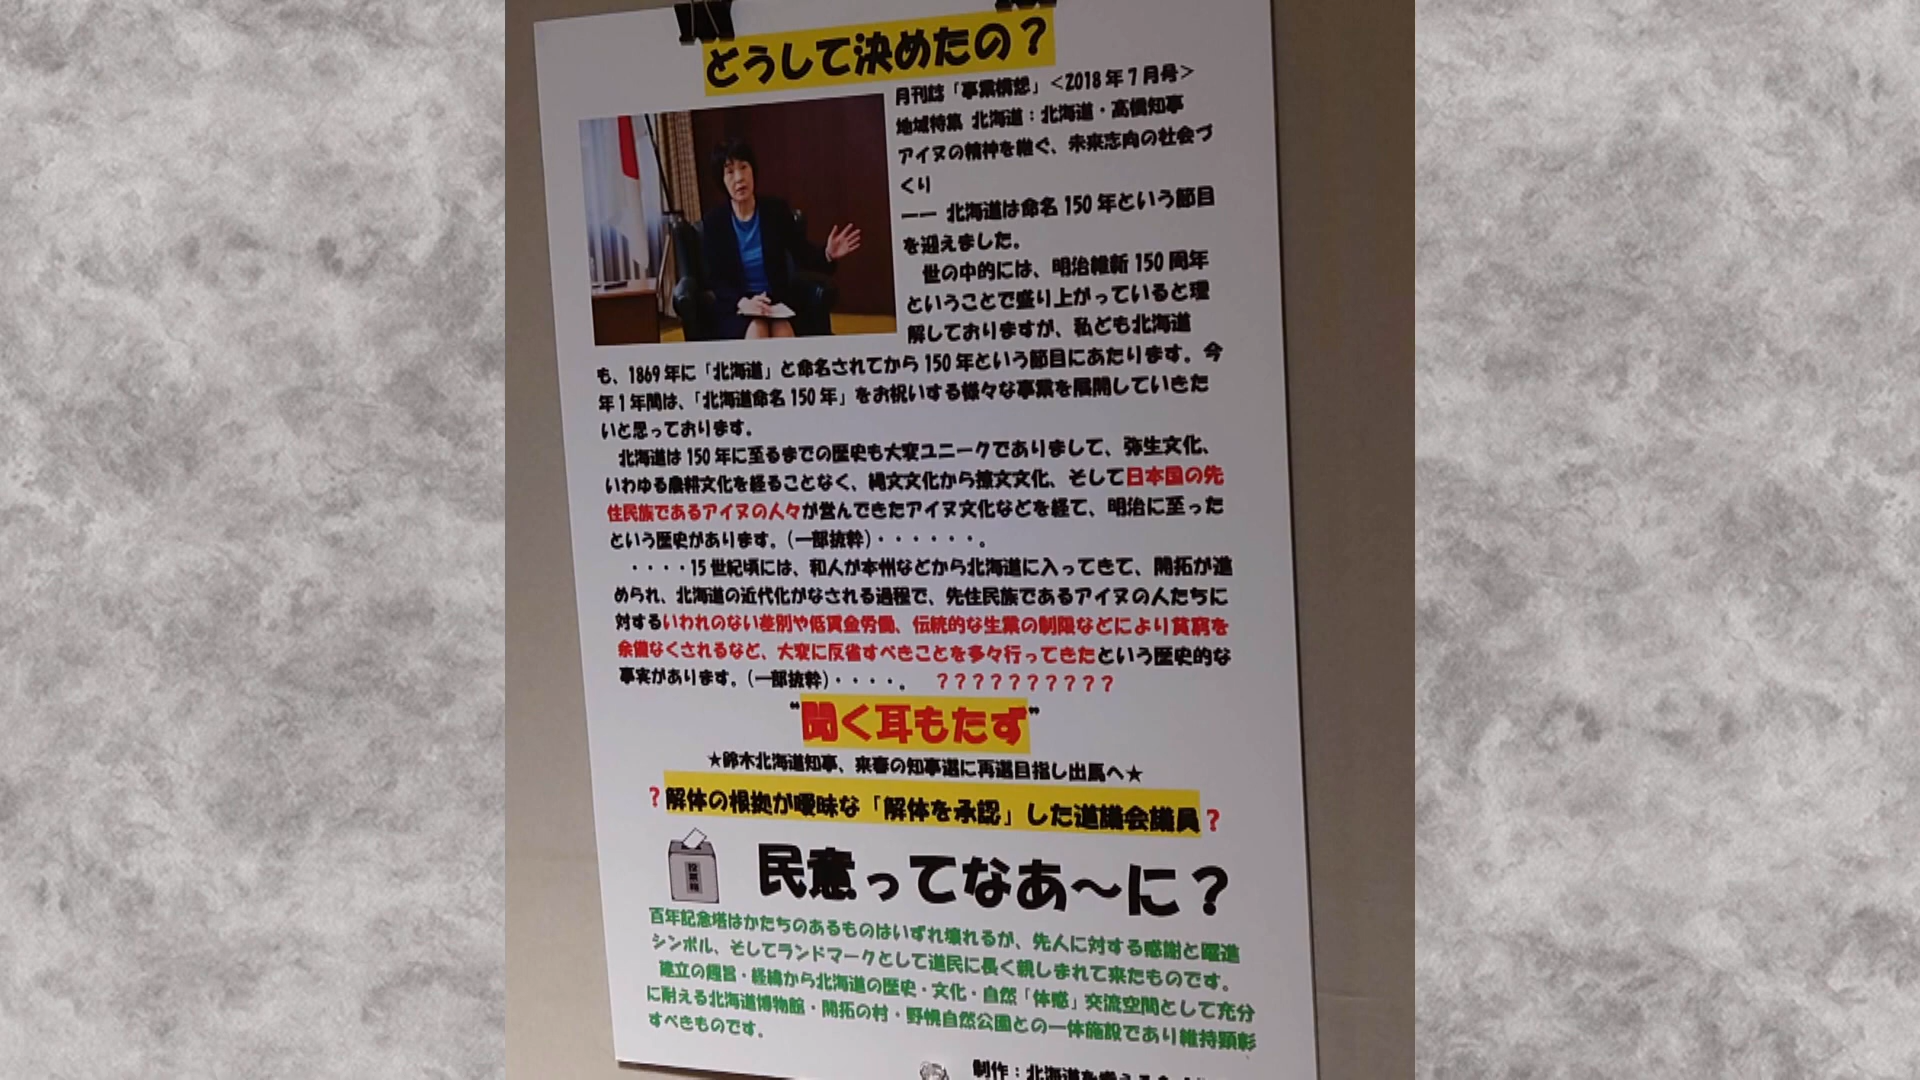 どうして決めたの？
月刊誌「事業構想」＜2018年7月号＞
地域特集 北海道：北海道・高橋知事
アイヌの精神を継ぐ、未来志向の社会づ
くり
―― 北海道は命名150年という節目
を迎えました。
世の中的には、明治維新150周年
ということで盛り上がっていると理
解しておりますが、私ども北海道
も、1869年に「北海道」と命名されてから150年という節目にあたります。今
年1年間は、「北海道命名150年」をお祝いする様々な事業を展開していきた
いと思っております。
北海道は150年に至るまでの歴史も大変ユニークでありまして、弥生文化、
いわゆる農耕文化を経ることなく、縄文文化から擦文文化、そして日本国の先
住民族であるアイヌの人々が営んできたアイヌ文化などを経て、明治に至った
という歴史があります。（一部抜粋）・・・・・・。
・・・・15世紀頃には、和人が本州などから北海道に入ってきて、開拓が進
められ、北海道の近代化がなされる過程で、先住民族であるアイヌの人たちに
対するいわれのない差別や低賃金労働、伝統的な生業の制限などにより貧窮を
余儀なくされるなど、大変に反省すべきことを多々行ってきたという歴史的な
事実があります。（一部抜粋）・・・・。 ？？？？？？？？？？
“聞く耳もたず”
★鈴木北海道知事、来春の知事選に再選目指し出馬へ★
？解体の根拠が曖昧な「解体を承認」した道議会議員？
投票箱
民意ってなあ～に？
百年記念塔はかたちのあるものはいずれ壊れるが、先人に対する感謝と躍進
シンボル、そしてランドマークとして道民に長く親しまれて来たものです。
建立の趣旨・経緯から北海道の歴史・文化・自然「体感」交流空間として充分
に耐える北海道博物館・開拓の村・野幌自然公園との一体施設であり維持顕彰
すべきものです。
制作：北海道を考える